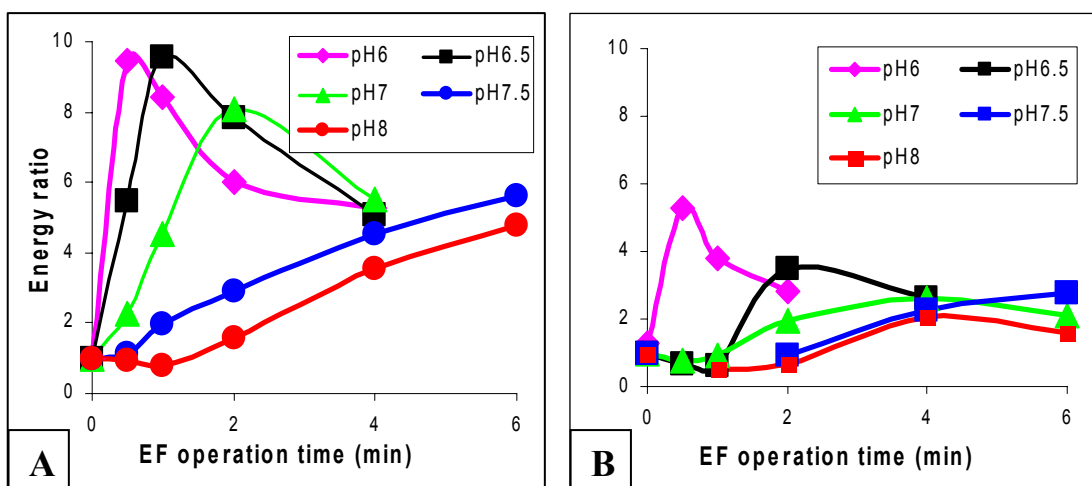 10
8
6
4
2
0
Energy ratio
pH6 pH6.5
pH7 pH7.5
pH8
0 2 4 6
EF operation time (min)
A
10
8
6
4
2
0
pH6 pH6.5
pH7 pH7.5
pH8
0 2 4 6
EF operation time (min)
B